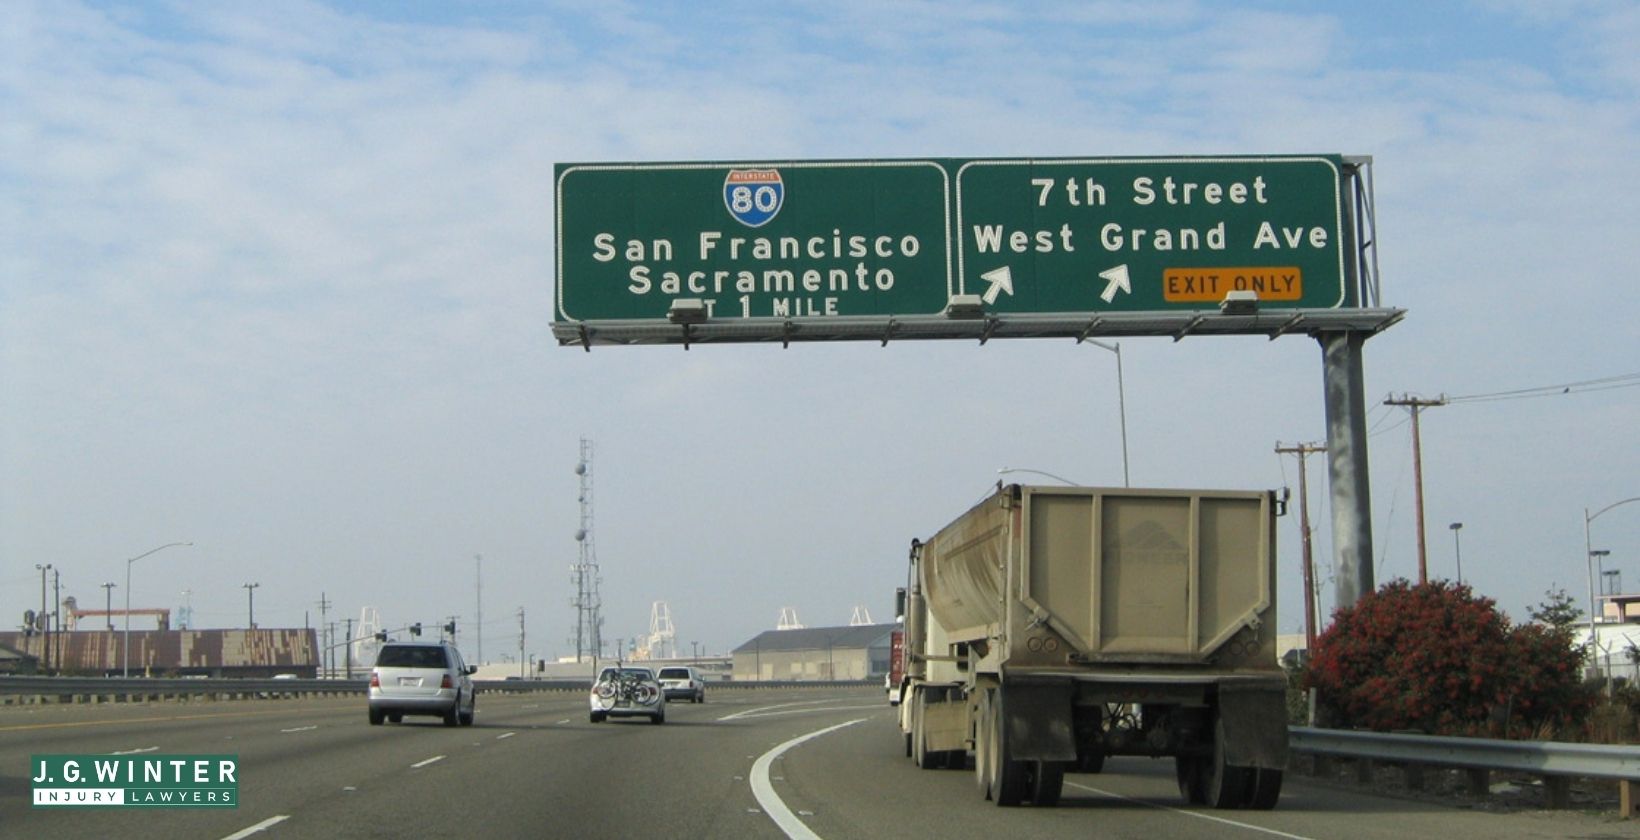 INTERSTATE
80
San Francisco
Sacramento
T 1 MILE
7th Street
West Grand Ave
EXIT ONLY
J.G.WINTER
INJURY LAWYERS